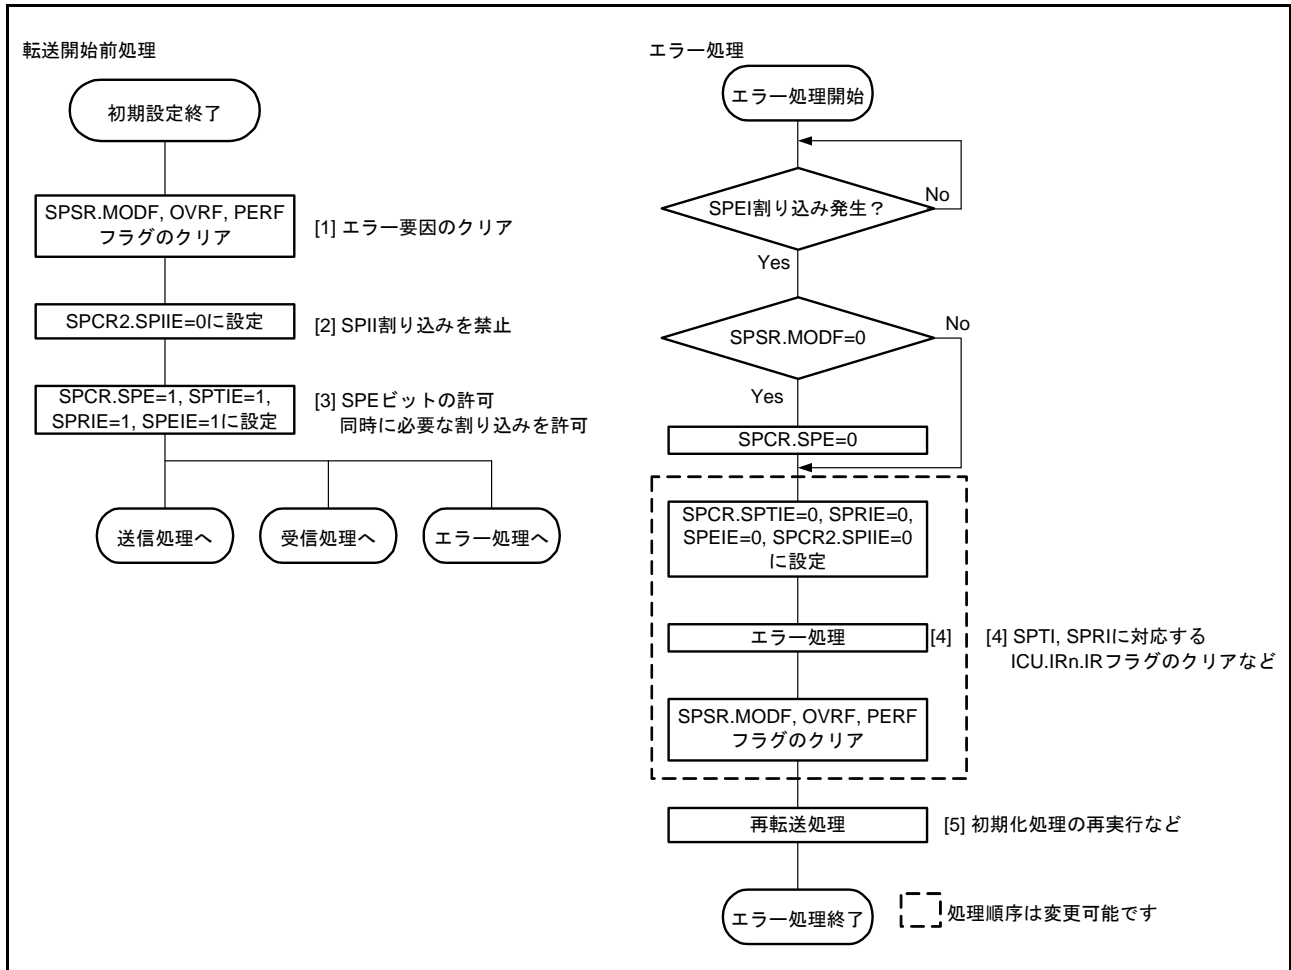 転送開始前処理
初期設定終了
SPSR.MODF, OVRF, PERF
フラグのクリア
[1] エラー要因のクリア
SPCR2.SPIIE=0に設定
[2] SPII割り込みを禁止
SPCR.SPE=1, SPTIE=1,
SPRIE=1, SPEIE=1に設定
[3] SPEビットの許可
同時に必要な割り込みを許可
送信処理へ
受信処理へ
エラー処理へ
エラー処理
エラー処理開始
SPEI割り込み発生？
No
Yes
SPSR.MODF=0
No
Yes
SPCR.SPE=0
SPCR.SPTIE=0, SPRIE=0,
SPEIE=0, SPCR2.SPIIE=0
に設定
エラー処理
[4]
[4] SPTI, SPRIに対応する
ICU.IRn.IRフラグのクリアなど
SPSR.MODF, OVRF, PERF
フラグのクリア
再転送処理
[5] 初期化処理の再実行など
エラー処理終了
処理順序は変更可能です